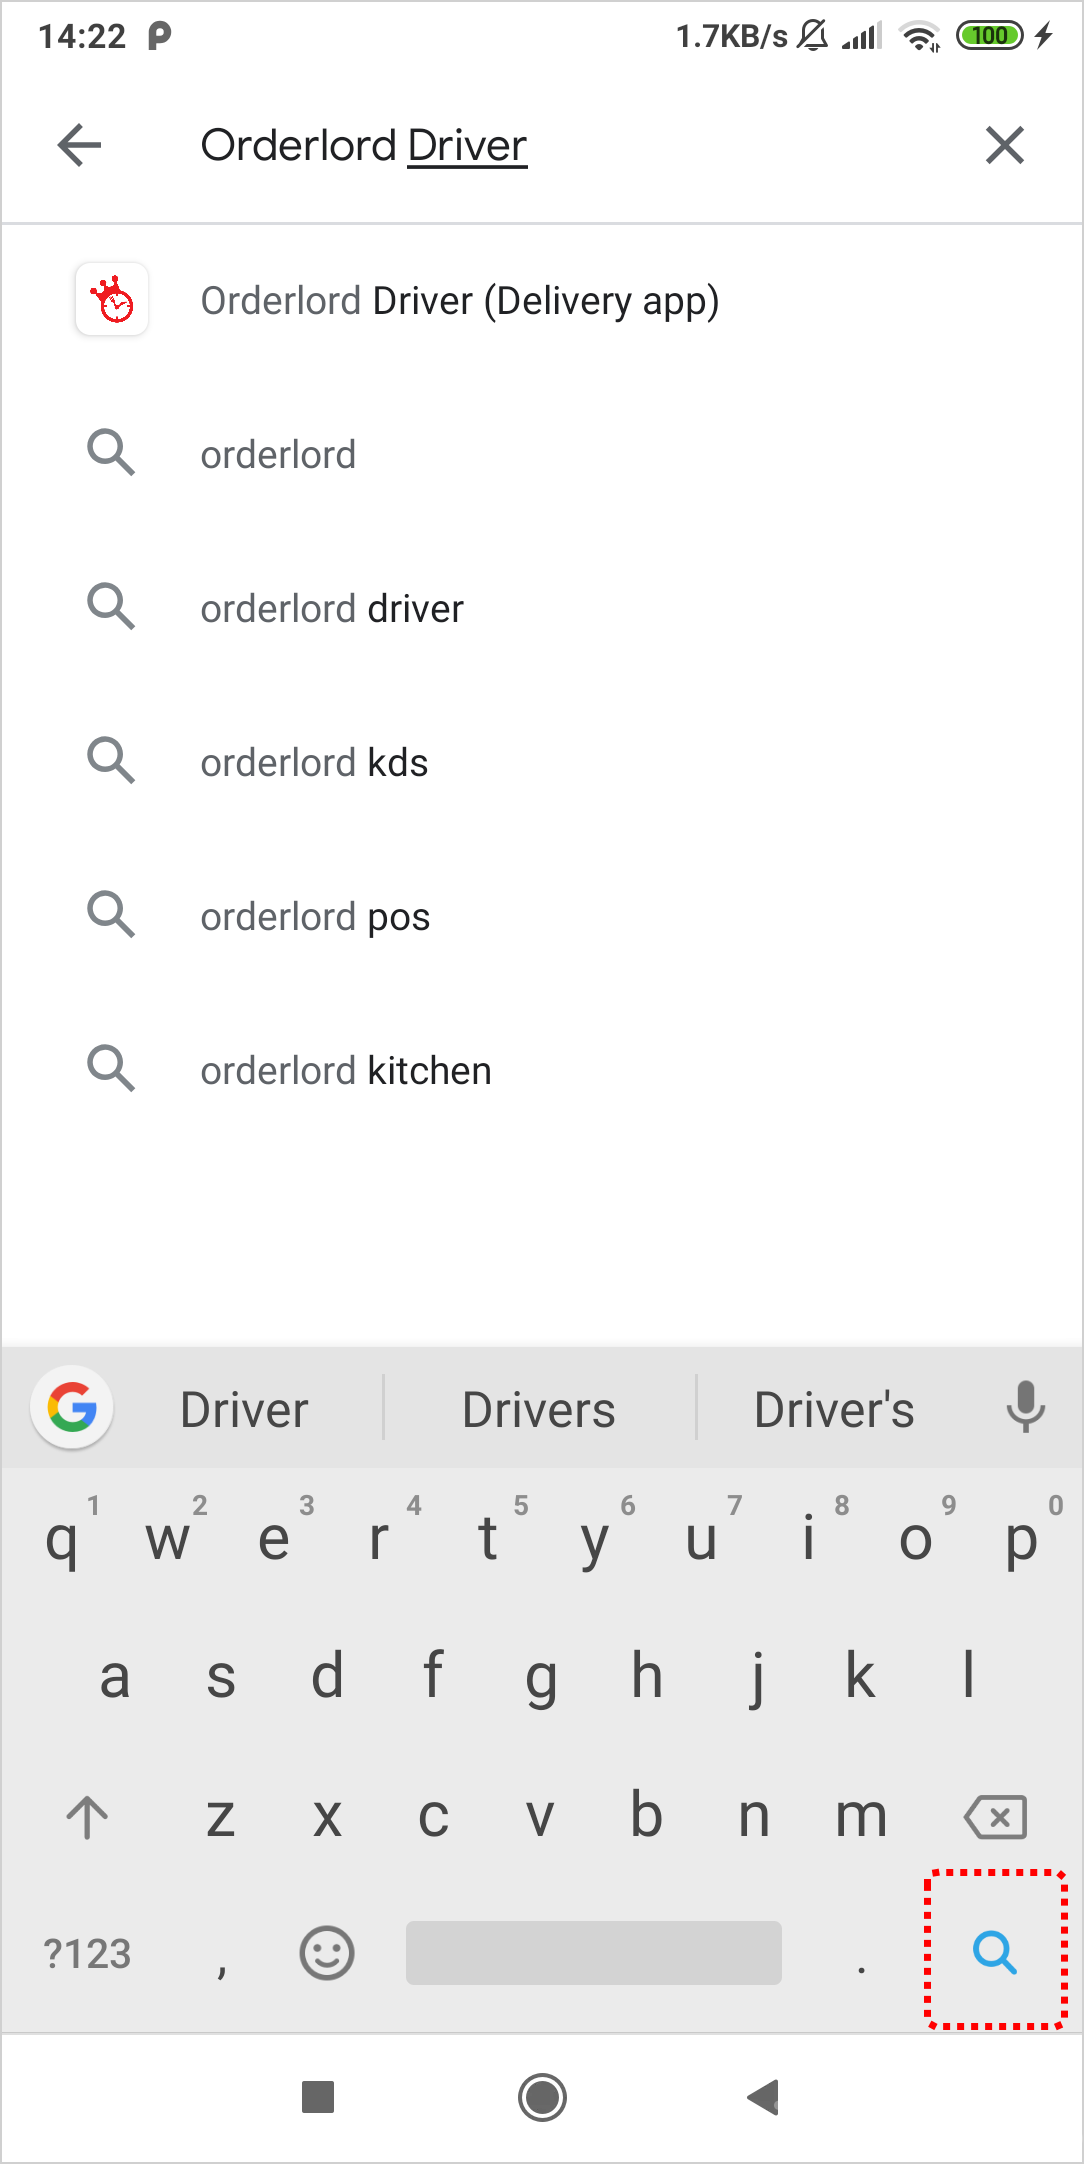 14:22 1.7KB/s 100
Orderlord Driver
Orderlord Driver (Delivery app)
orderlord
orderlord driver
orderlord kds
orderlord pos
orderlord kitchen
Driver Drivers Driver's
1 2 3 4 5 6 7 8 9 0
q w e r t y u i o p
a s d f g h j k l
z x c v b n m
?123 , .